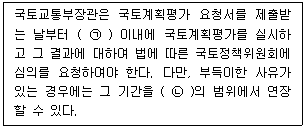 국토교통부장관은 국토계획평가 요청서를 제출받
는 날부터 ( ㉠ ) 이내에 국토계획평가를 실시하
고 그 결과에 대하여 법에 따른 국토정책위원회에
심의를 요청하여야 한다. 다만, 부득이한 사유가
있는 경우에는 그 기간을 ( ㉡ )의 범위에서 연장
할 수 있다.